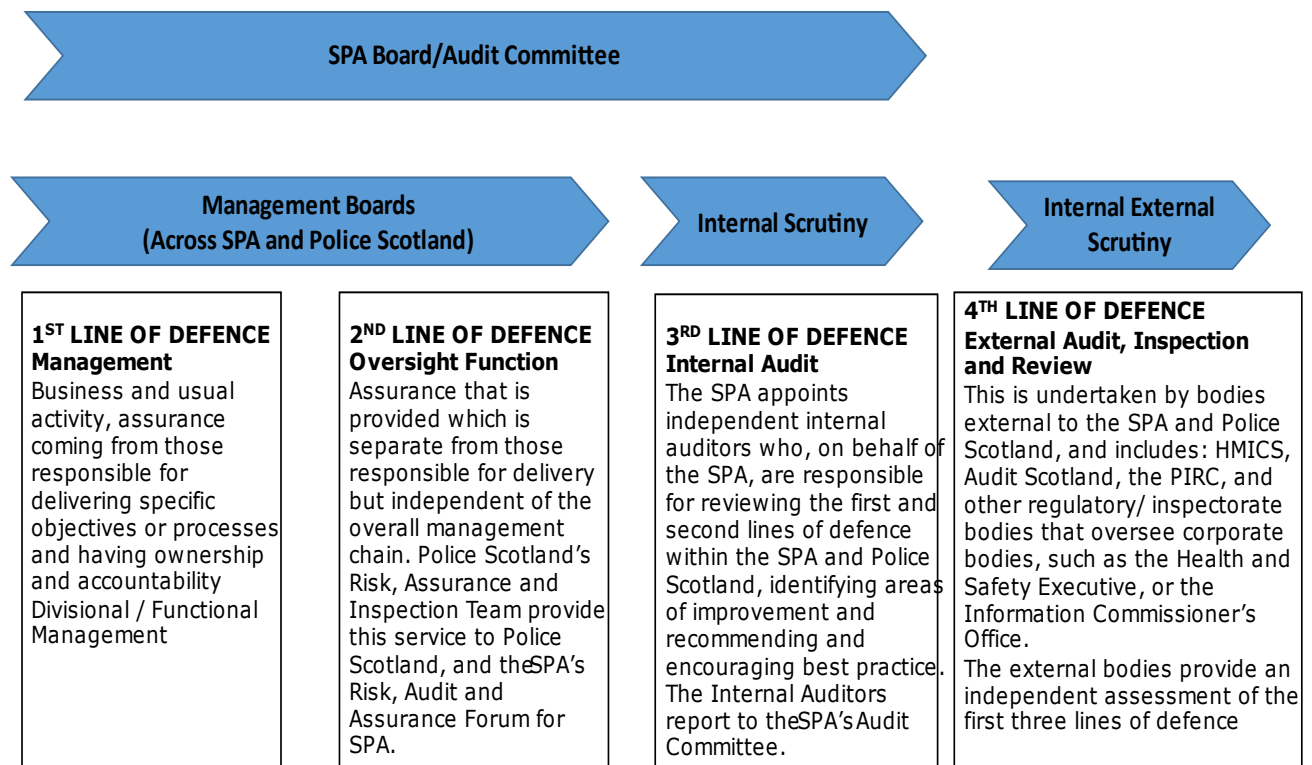 SPA Board/Audit Committee
Management Boards
(Across SPA and Police Scotland)
Internal Scrutiny
Internal External
Scrutiny
1ST LINE OF DEFENCE
Management
Business and usual
activity, assurance
coming from those
responsible for
delivering specific
objectives or processes
and having ownership
and accountability
Divisional / Functional
Management
2ND LINE OF DEFENCE
Oversight Function
Assurance that is
provided which is
separate from those
responsible for delivery
but independent of the
overall management
chain. Police Scotland's
Risk, Assurance and
Inspection Team provide
this service to Police
Scotland, and theSPA's
Risk, Audit and
Assurance Forum for
SPA.
3RD LINE OF DEFENCE
Internal Audit
The SPA appoints
independent internal
auditors who, on behalf of
the SPA, are responsible
for reviewing the first and
second lines of defence
within the SPA and Police
Scotland, identifying areas
of improvement and
recommending and
encouraging best practice.
The Internal Auditors
report to theSPA's Audit
Committee.
4TH LINE OF DEFENCE
External Audit, Inspection
and Review
This is undertaken by bodies
external to the SPA and Police
Scotland, and includes: HMICS,
Audit Scotland, the PIRC, and
other regulatory/ inspectorate
bodies that oversee corporate
bodies, such as the Health and
Safety Executive, or the
Information Commissioner's
Office.
The external bodies provide an
independent assessment of the
first three lines of defence